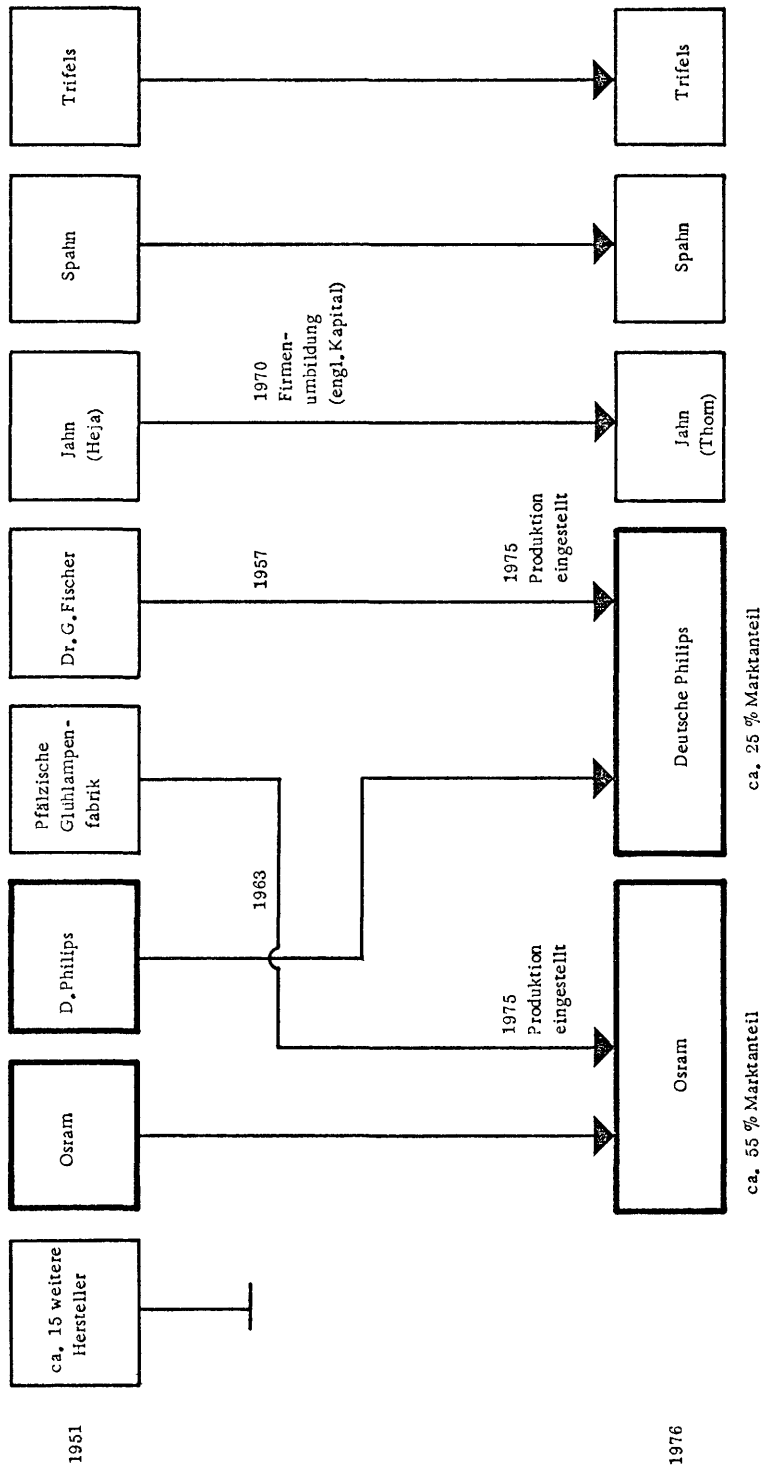 1951
ca. 15 weitere
Hersteller
Osram
D. Philips
Pfälzische
Gluhlampen-
fabrik
Dr. G. Fischer
Jahn
(Heja)
Spahn
Trifels
1963
1957
1970
Firmen-
umbildung
(engl. Kapital)
1975
Produktion
eingestellt
1975
Produktion
eingestellt
1976
Osram
Deutsche Philips
Jahn
(Thorn)
Spahn
Trifels
ca. 55 % Marktanteil
ca. 25 % Marktanteil